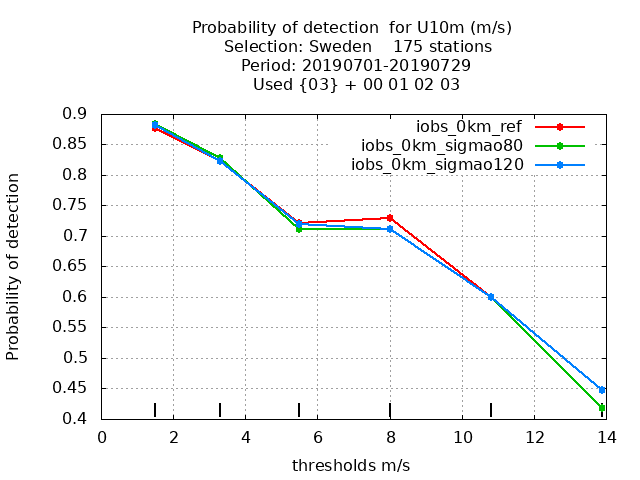 Probability of detection  for U10m (m/s)
Selection: Sweden    175 stations
Period: 20190701-20190729
Used {03} + 00 01 02 03
iobs_0km_ref
iobs_0km_sigmao80
iobs_0km_sigmao120
Probability of detection
0.9
0.85
0.8
0.75
0.7
0.65
0.6
0.55
0.5
0.45
0.4
0 2 4 6 8 10 12 14
thresholds m/s